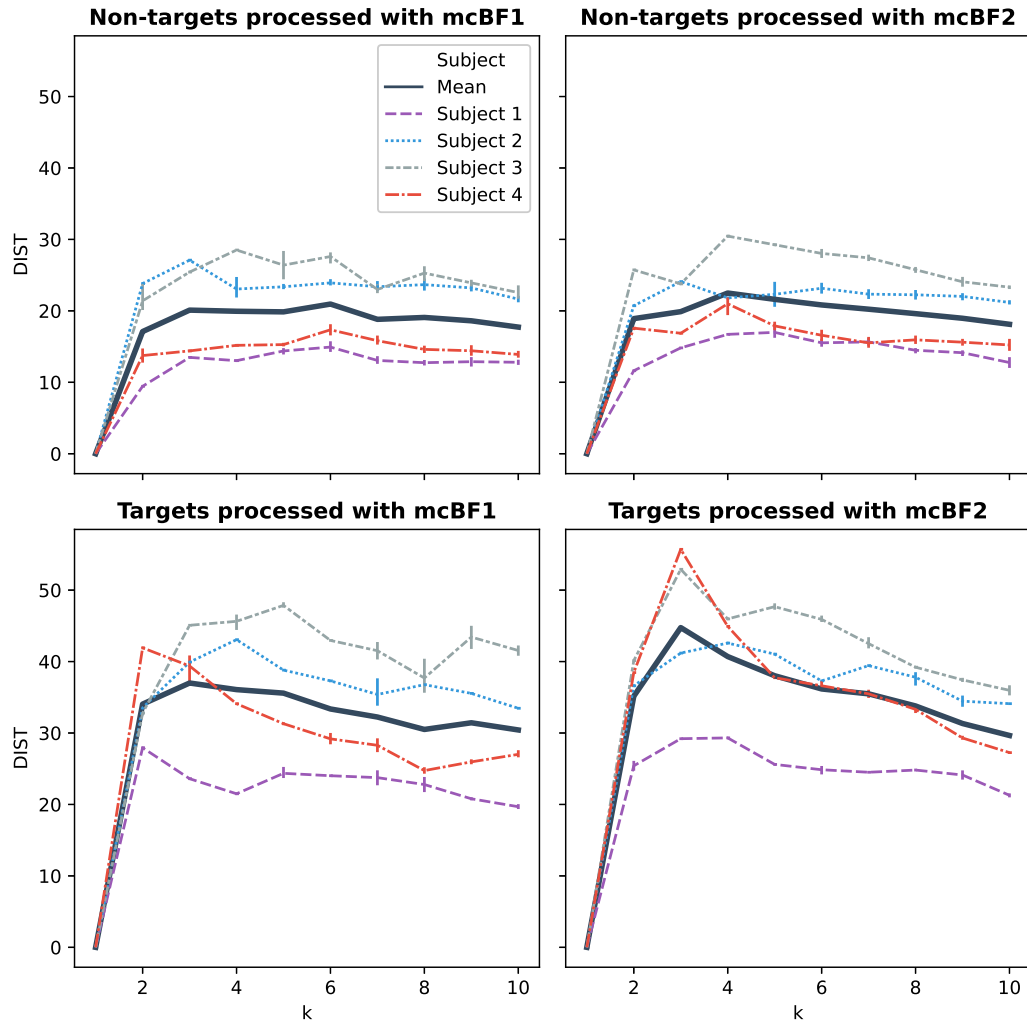 Non-targets processed with mcBF1
Non-targets processed with mcBF2
DIST
50
40
30
20
10
0
Subject
Mean
Subject 1
Subject 2
Subject 3
Subject 4
Targets processed with mcBF1
Targets processed with mcBF2
DIST
50
40
30
20
10
0
2 4 6 8 10
k
2 4 6 8 10
k